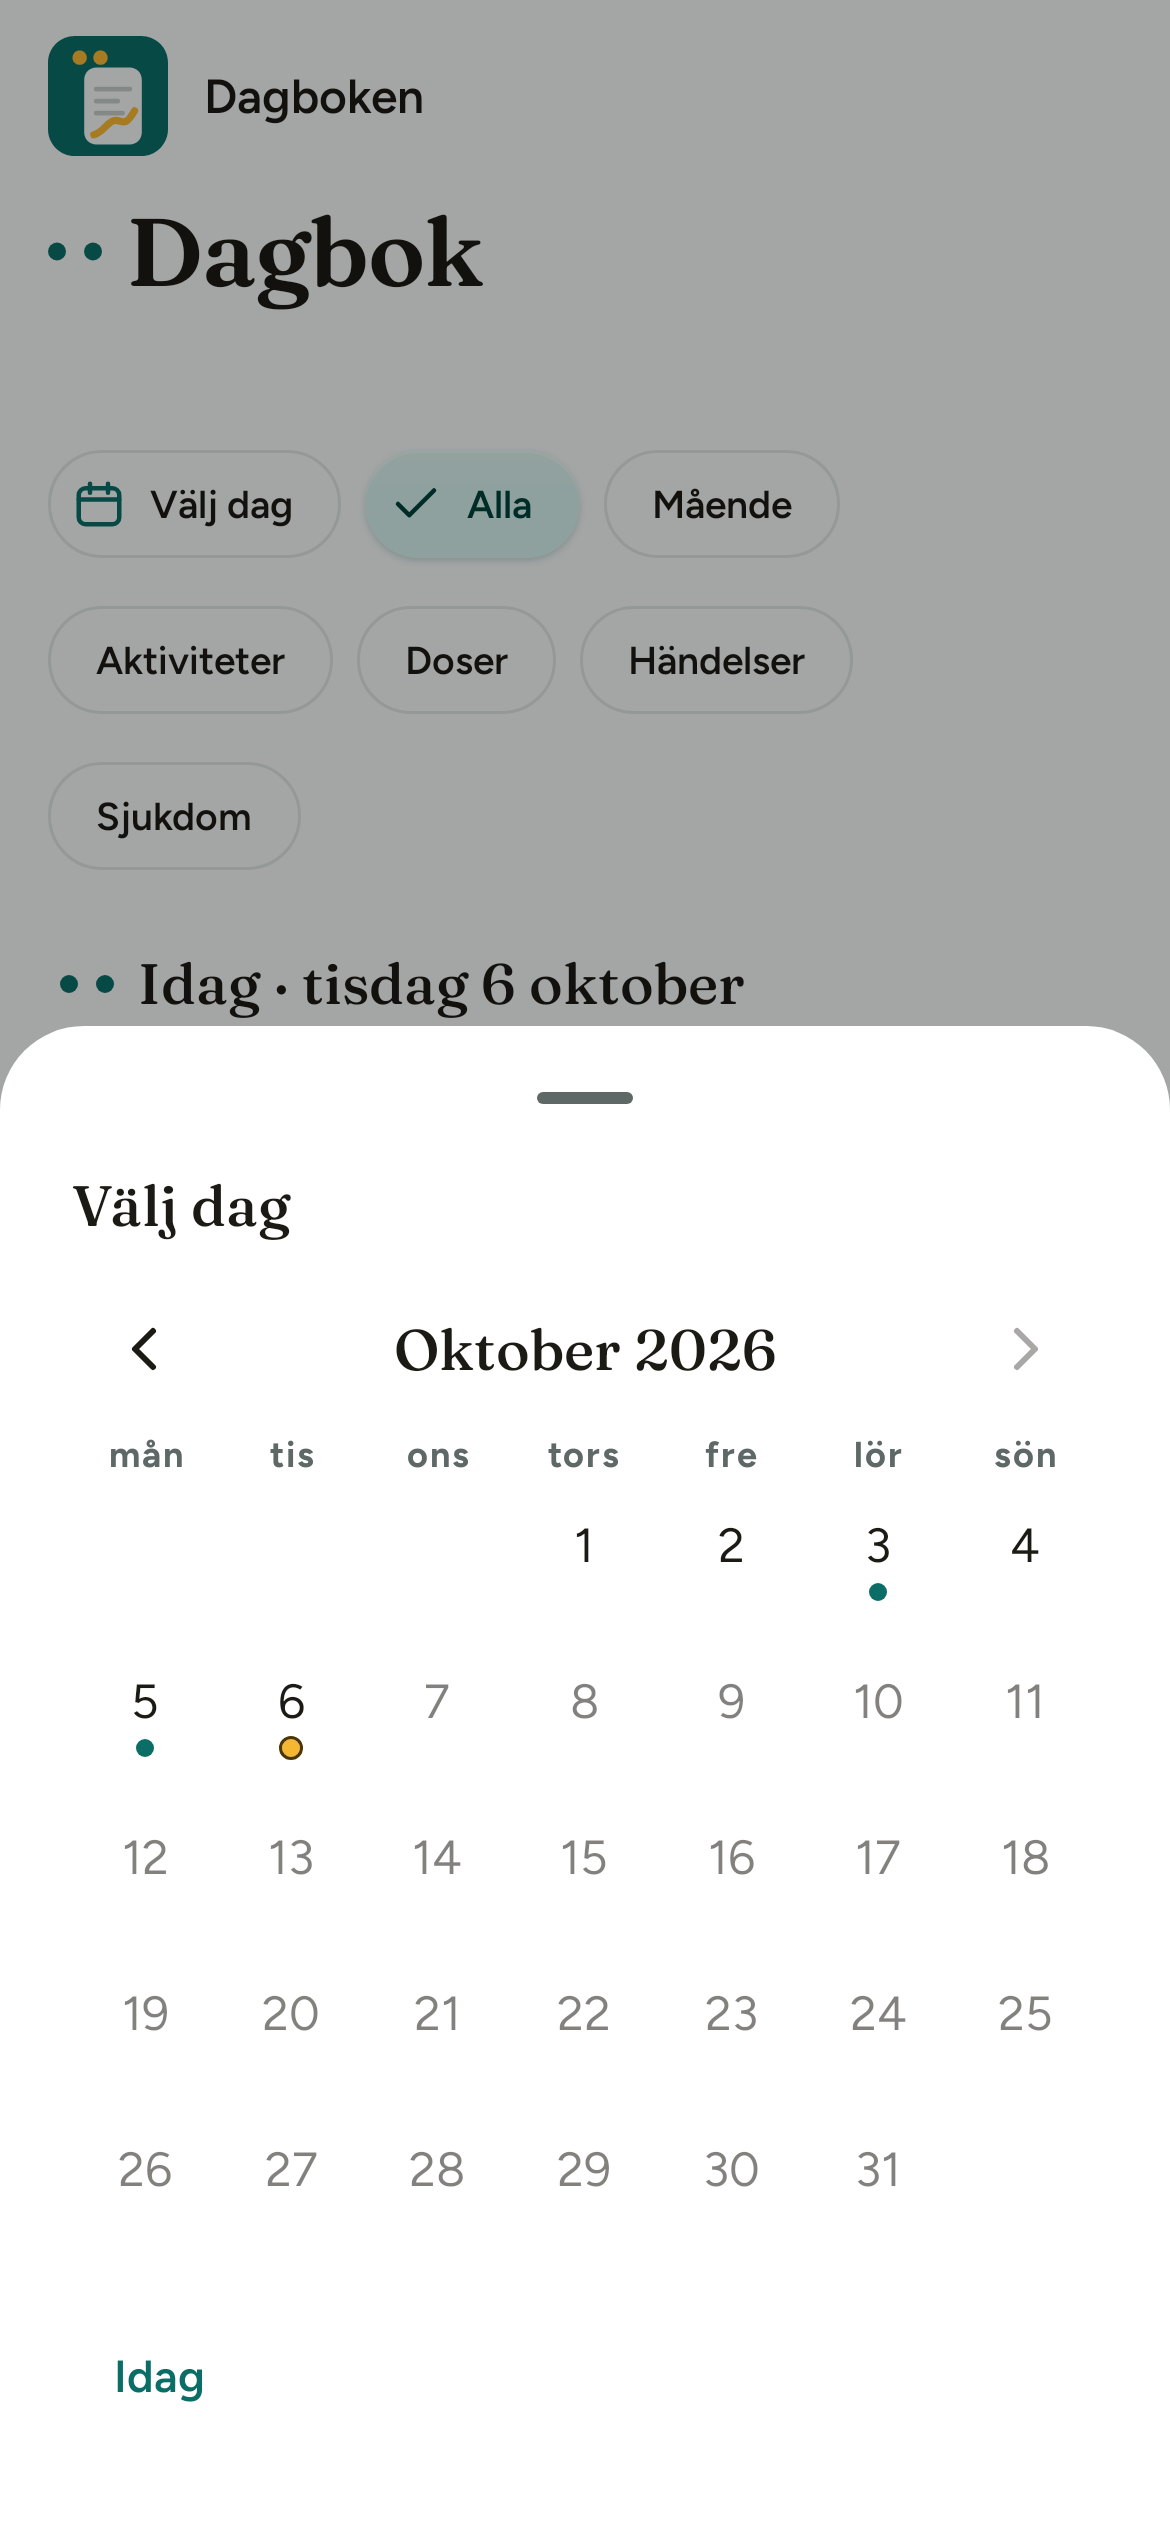 Dagboken
Dagbok
Välj dag
Alla
Mående
Aktiviteter
Doser
Händelser
Sjukdom
Idag · tisdag 6 oktober
Välj dag
Oktober 2026
mån tis ons tors fre lör sön
1 2 3 4
5 6 7 8 9 10 11
12 13 14 15 16 17 18
19 20 21 22 23 24 25
26 27 28 29 30 31
Idag